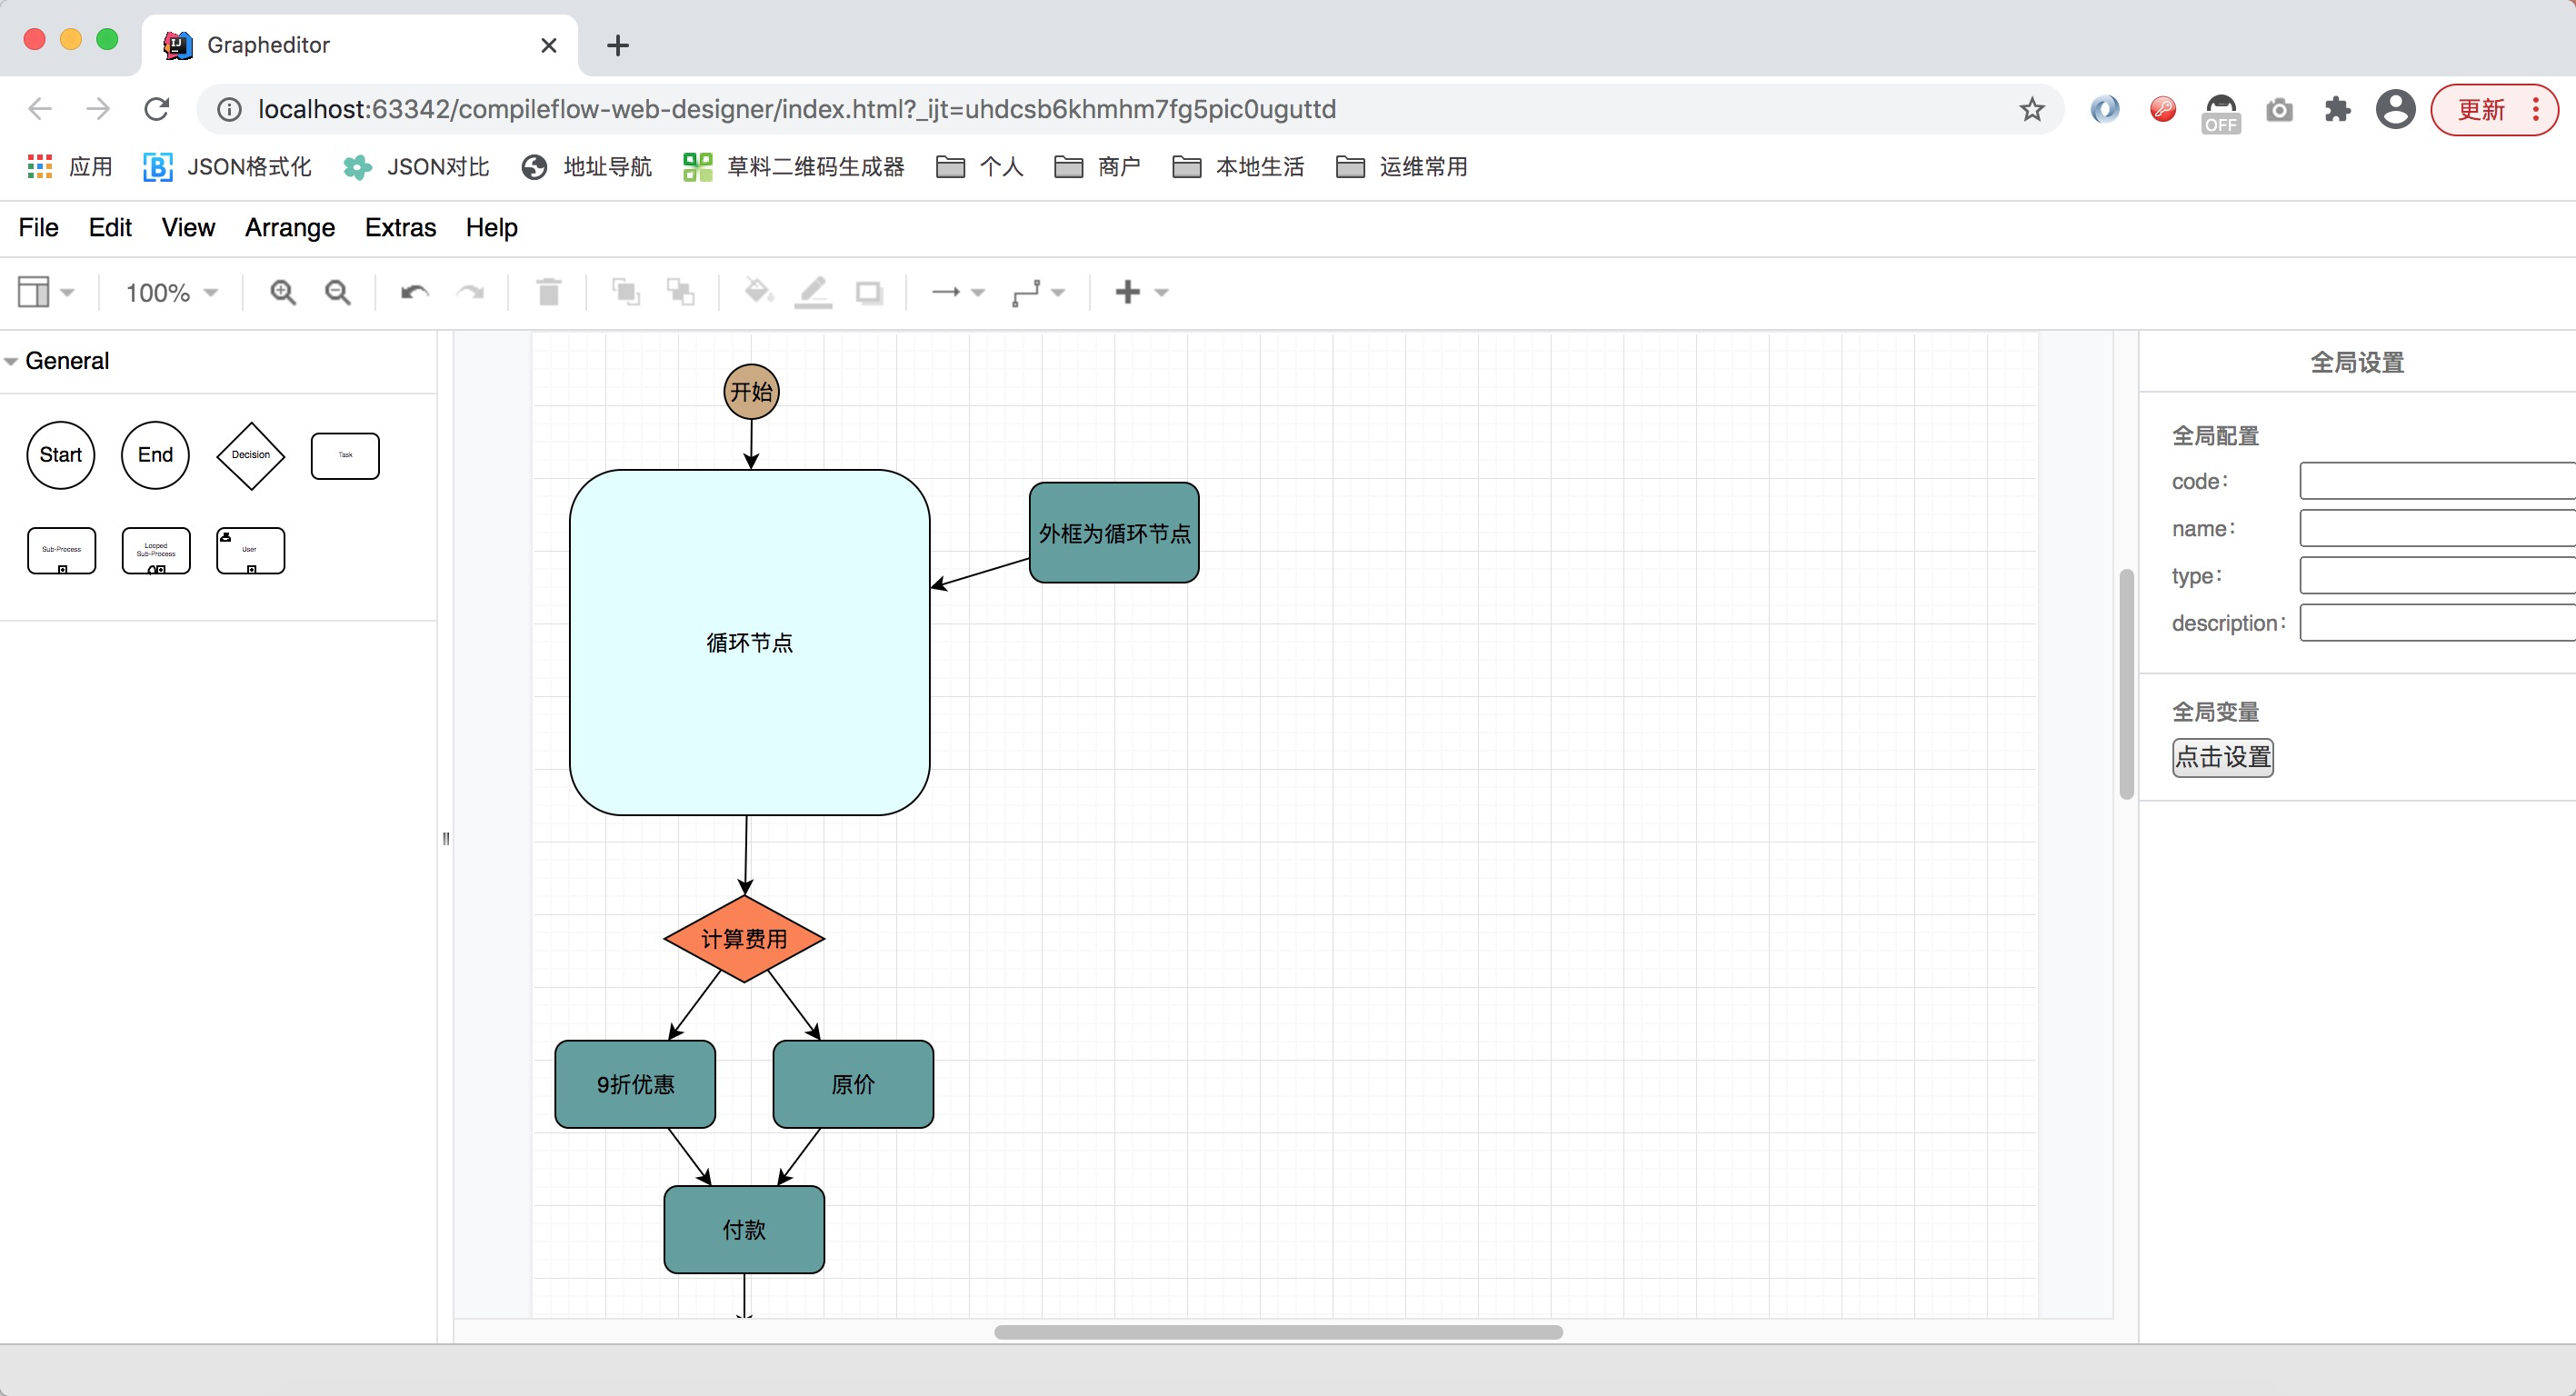 Grapheditor
localhost:63342/compileflow-web-designer/index.html?_ijt=uhdcsb6khmhm7fg5pic0uguttd
OFF
更新
应用
JSON格式化
JSON对比
地址导航
草料二维码生成器
个人
商户
本地生活
运维常用
File Edit View Arrange Extras Help
100%
General
Start
End
Decision
Task
Sub-Process
Looped
Sub-Process
User
开始
循环节点
外框为循环节点
计算费用
9折优惠
原价
付款
全局设置
全局配置
code：
name：
type：
description：
全局变量
点击设置